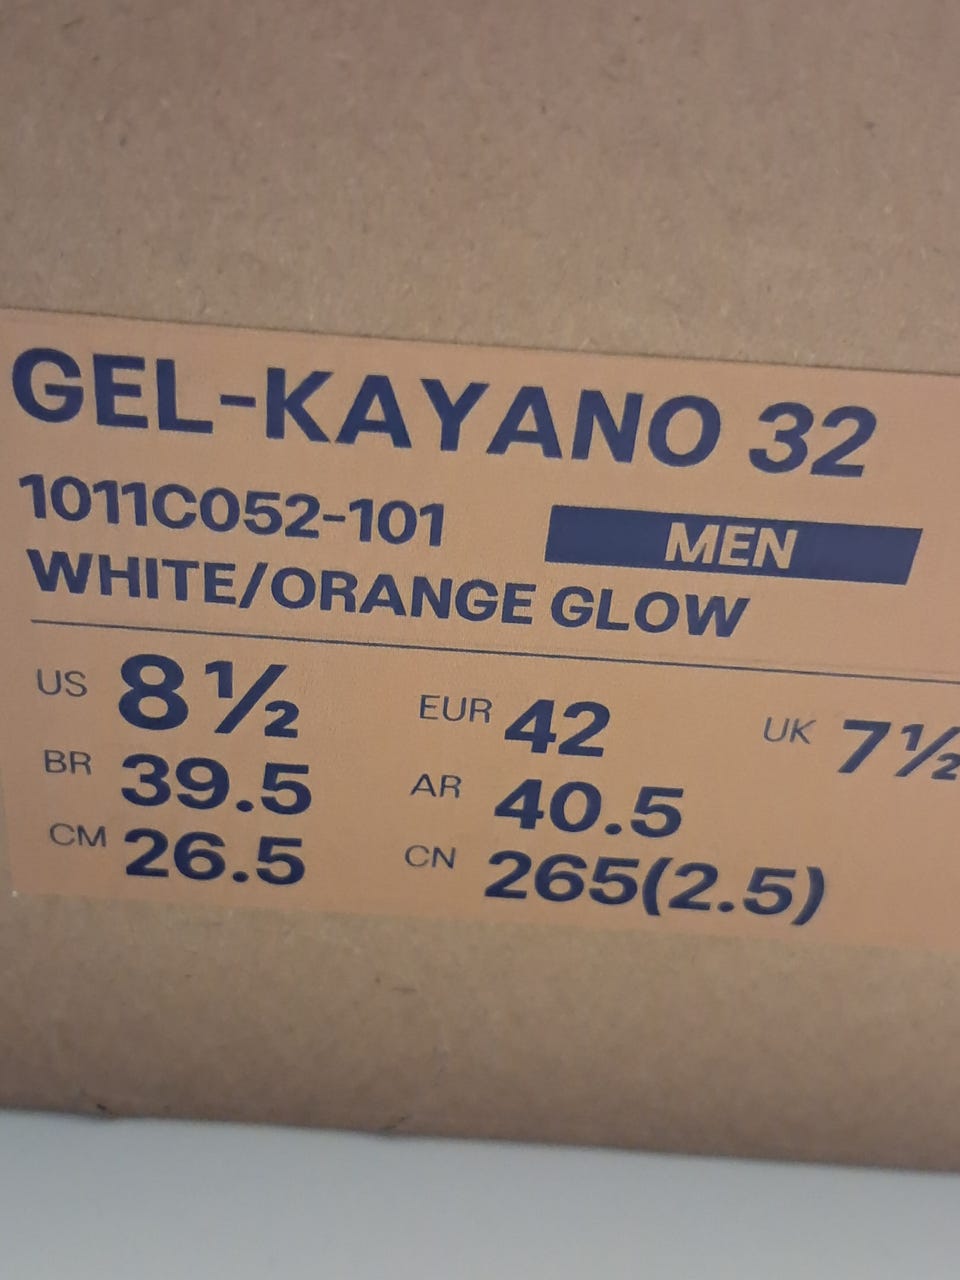 GEL-KAYANO 32
1011C052-101 MEN
WHITE/ORANGE GLOW
US 8½ EUR 42 UK 7½
BR 39.5 AR 40.5
CM 26.5 CN 265(2.5)